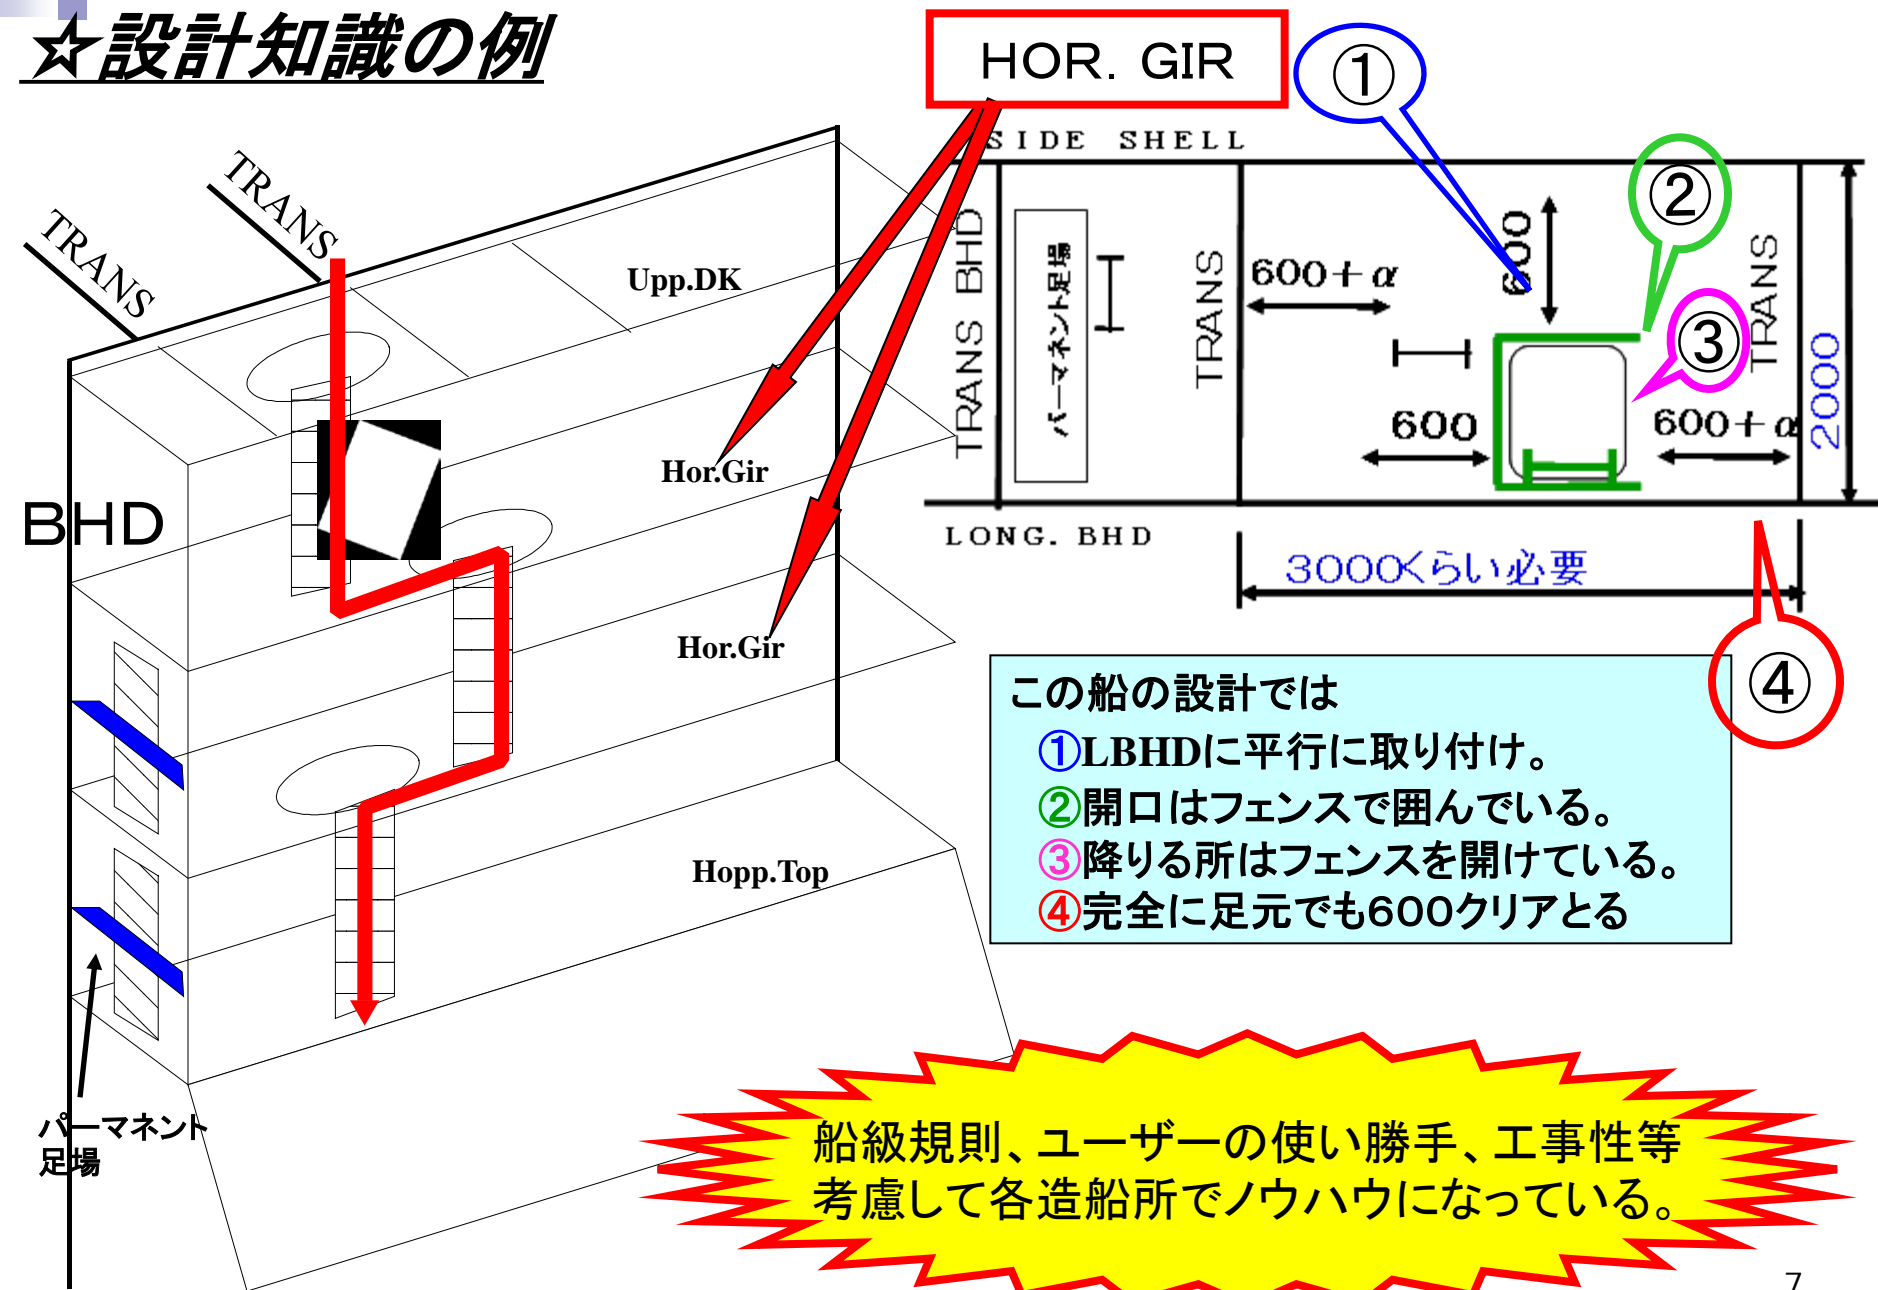 ☆設計知識の例
HOR. GIR
①
SIDE SHELL
②
TRANS
TRANS
Upp.DK
TRANS BHD
パーマネント足場
TRANS
600+α
600
TRANS
③
2000
600
600+α
Hor.Gir
BHD
LONG. BHD
3000くらい必要
Hor.Gir
④
この船の設計では
①LBHDに平行に取り付け。
②開口はフェンスで囲んでいる。
③降りる所はフェンスを開けている。
④完全に足元でも600クリアとる
Hopp.Top
パーマネント
足場
船級規則、ユーザーの使い勝手、工事性等
考慮して各造船所でノウハウになっている。
7